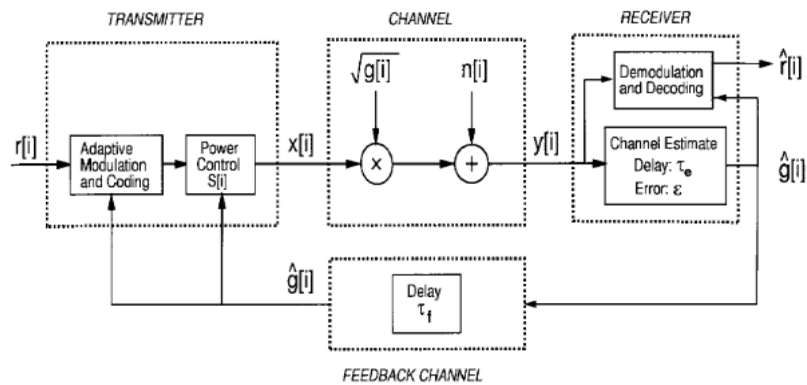 TRANSMITTER
CHANNEL
RECEIVER
√g[i]
n[i]
Demodulation
and Decoding
r̂[i]
r[i]
Adaptive
Modulation
and Coding
Power
Control
S[i]
x[i]
x
+
y[i]
Channel Estimate
Delay: τe
Error: ε
ĝ[i]
ĝ[i]
Delay
τf
FEEDBACK CHANNEL